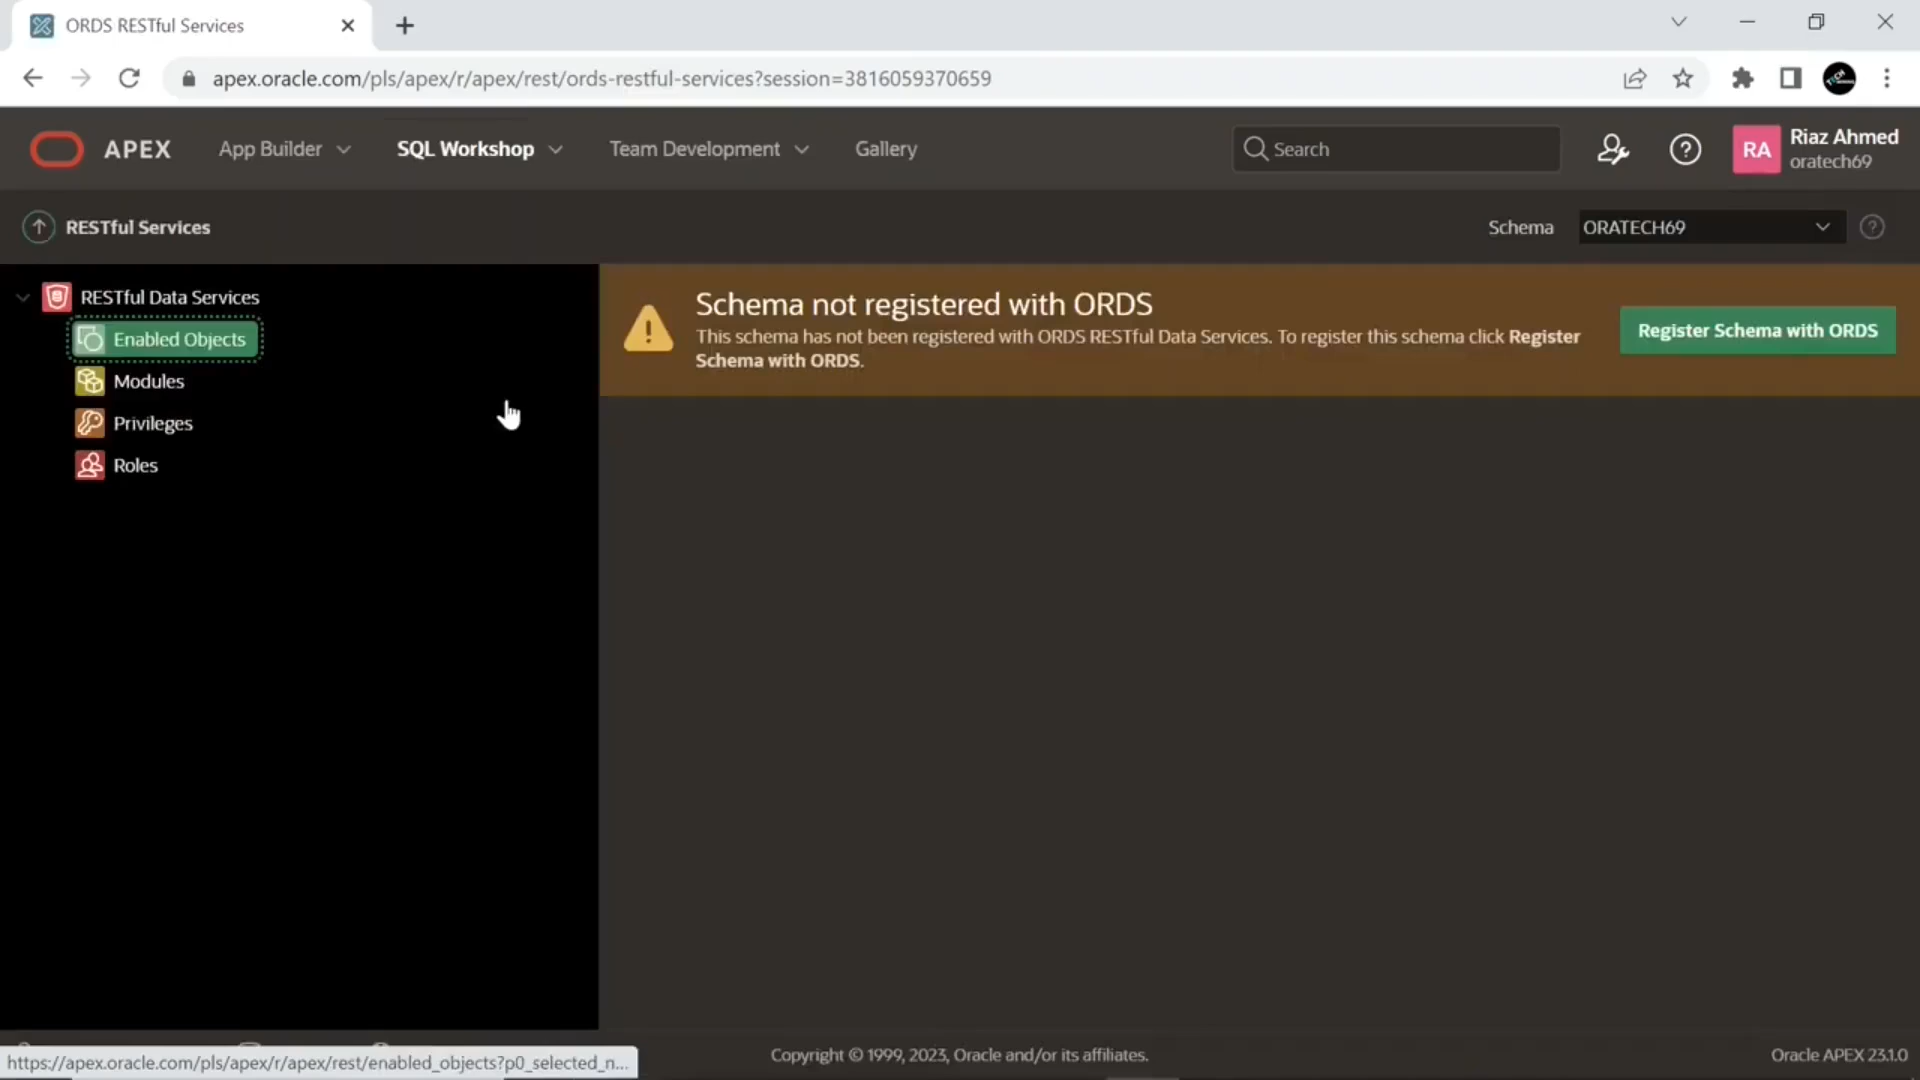 ORDS RESTful Services
apex.oracle.com/pls/apex/r/apex/rest/ords-restful-services?session=3816059370659
APEX
App Builder
SQL Workshop
Team Development
Gallery
Search
RA
Riaz Ahmed
oratech69
RESTful Services
Schema
ORATECH69
RESTful Data Services
Enabled Objects
Modules
Privileges
Roles
Schema not registered with ORDS
This schema has not been registered with ORDS RESTful Data Services. To register this schema click Register
Schema with ORDS.
Register Schema with ORDS
https://apex.oracle.com/pls/apex/r/apex/rest/enabled_objects?p0_selected_n...
Copyright © 1999, 2023, Oracle and/or its affiliates.
Oracle APEX 23.1.0